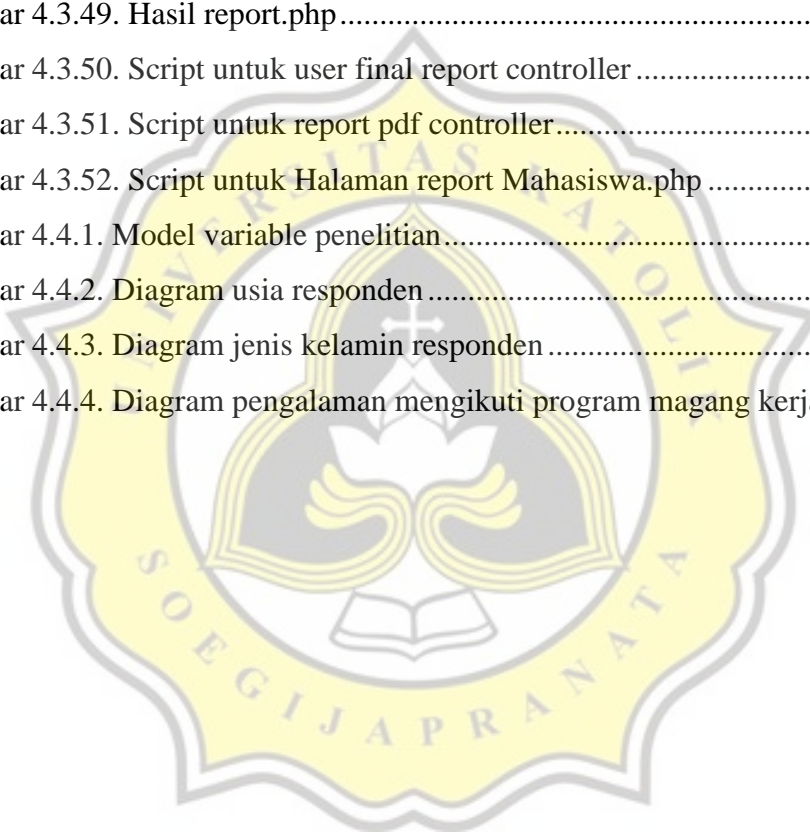 ar 4.3.49. Hasil report.php...........................................................
ar 4.3.50. Script untuk user final report controller......................
ar 4.3.51. Script untuk report pdf controller................................
ar 4.3.52. Script untuk Halaman report Mahasiswa.php.............
ar 4.4.1. Model variable penelitian..............................................
ar 4.4.2. Diagram usia responden................................................
ar 4.4.3. Diagram jenis kelamin responden.................................
ar 4.4.4. Diagram pengalaman mengikuti program magang kerja
UNIVERSITAS KATOLIK
SOEGIJAPRANATA